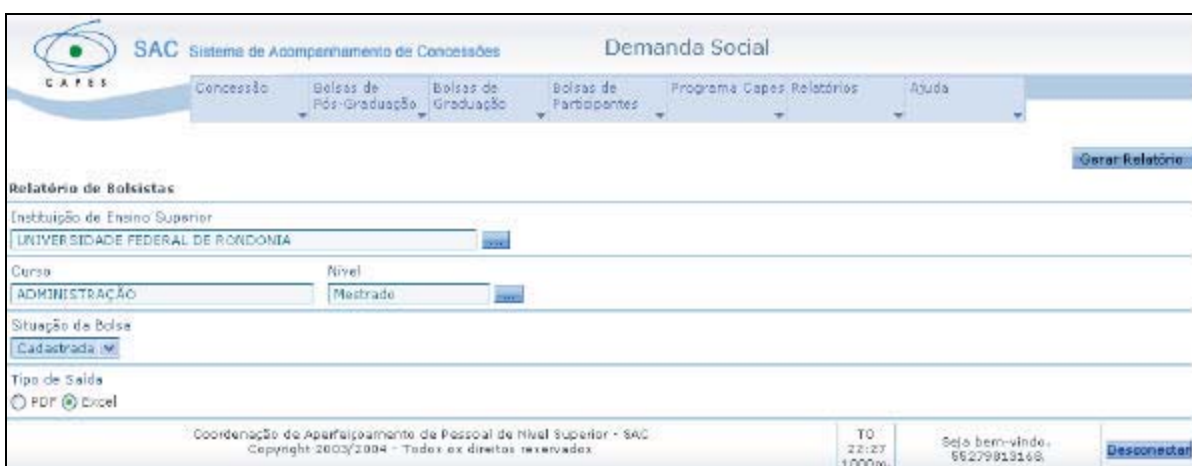 SAC Sistema de Acompanhamento de Concessões
Demanda Social
CAPES
Concessão
Bolsas de Pós-Graduação
Bolsas de Graduação
Bolsas de Participantes
Programa Capes
Relatórios
Ajuda
Gerar Relatório
Relatório de Bolsistas
Instituição de Ensino Superior
UNIVERSIDADE FEDERAL DE RONDONIA
...
Curso
Nível
ADMINISTRAÇÃO
Mestrado
...
Situação da Bolsa
Cadastrada
Tipo de Saída
PDF Excel
Coordenação de Aperfeiçoamento de Pessoal de Nível Superior - SAC
Copyright 2003/2004 - Todos os direitos reservados
TO
22:27
1000m.
Seja bem-vindo.
55279813168.
Desconectar